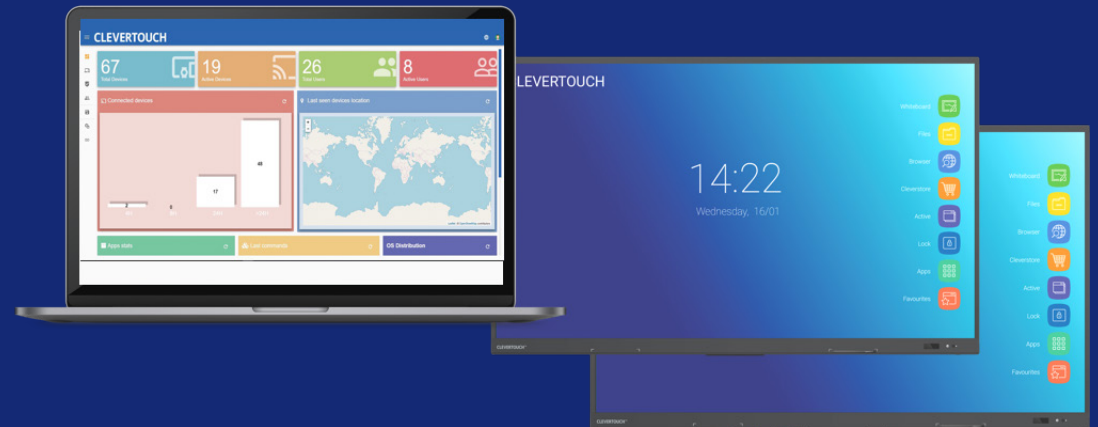 CLEVERTOUCH
67
Total Devices
19
Active Devices
26
Total Users
8
Active Users
Connected devices
Last seen devices location
2
0
17
48
Apps stats
Last comments
OS Distribution
CLEVERTOUCH
14:22
Wednesday, 16/01
Whiteboard
Files
Browser
Cleverstore
Active
Lock
Apps
Favourites
CLEVERTOUCH
Whiteboard
Files
Browser
Cleverstore
Active
Lock
Apps
Favourites
CLEVERTOUCH